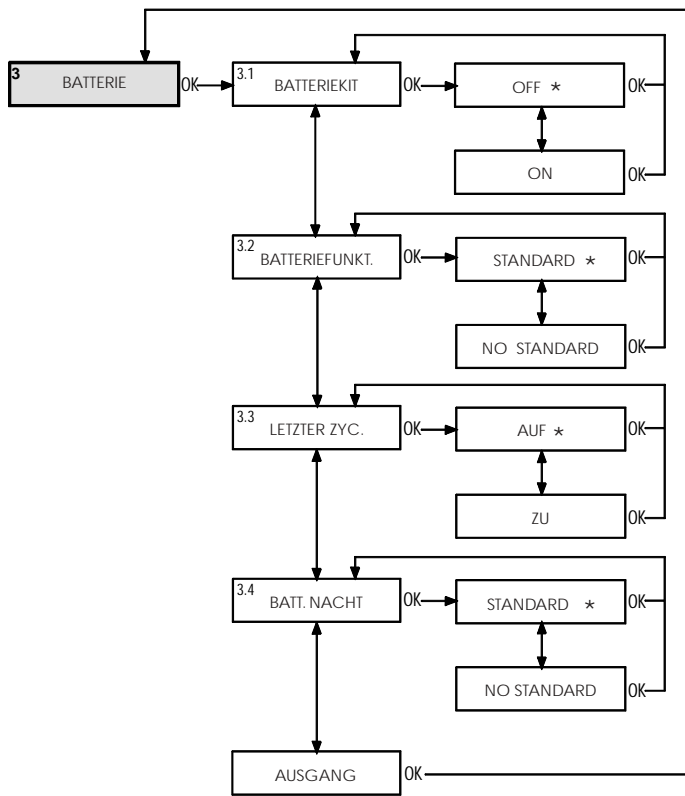 3 BATTERIE OK 3.1 BATTERIEKIT OK OFF * OK
ON OK
3.2 BATTERIEFUNKT. OK STANDARD * OK
NO STANDARD OK
3.3 LETZTER ZYC. OK AUF * OK
ZU OK
3.4 BATT. NACHT OK STANDARD * OK
NO STANDARD OK
AUSGANG OK